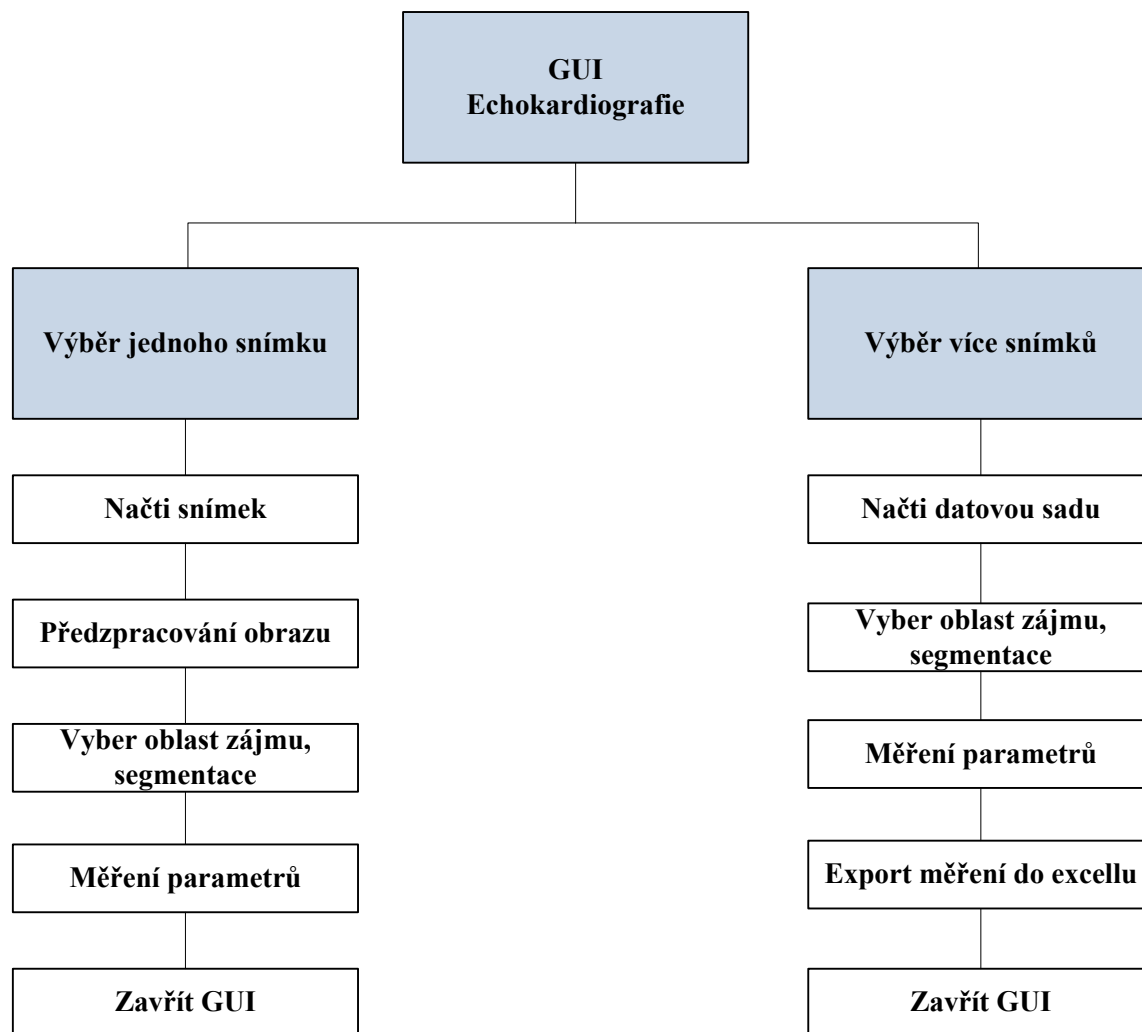 GUI
Echokardiografie
Výběr jednoho snímku
Načti snímek
Předzpracování obrazu
Vyber oblast zájmu,
segmentace
Měření parametrů
Zavřít GUI
Výběr více snímků
Načti datovou sadu
Vyber oblast zájmu,
segmentace
Měření parametrů
Export měření do excellu
Zavřít GUI